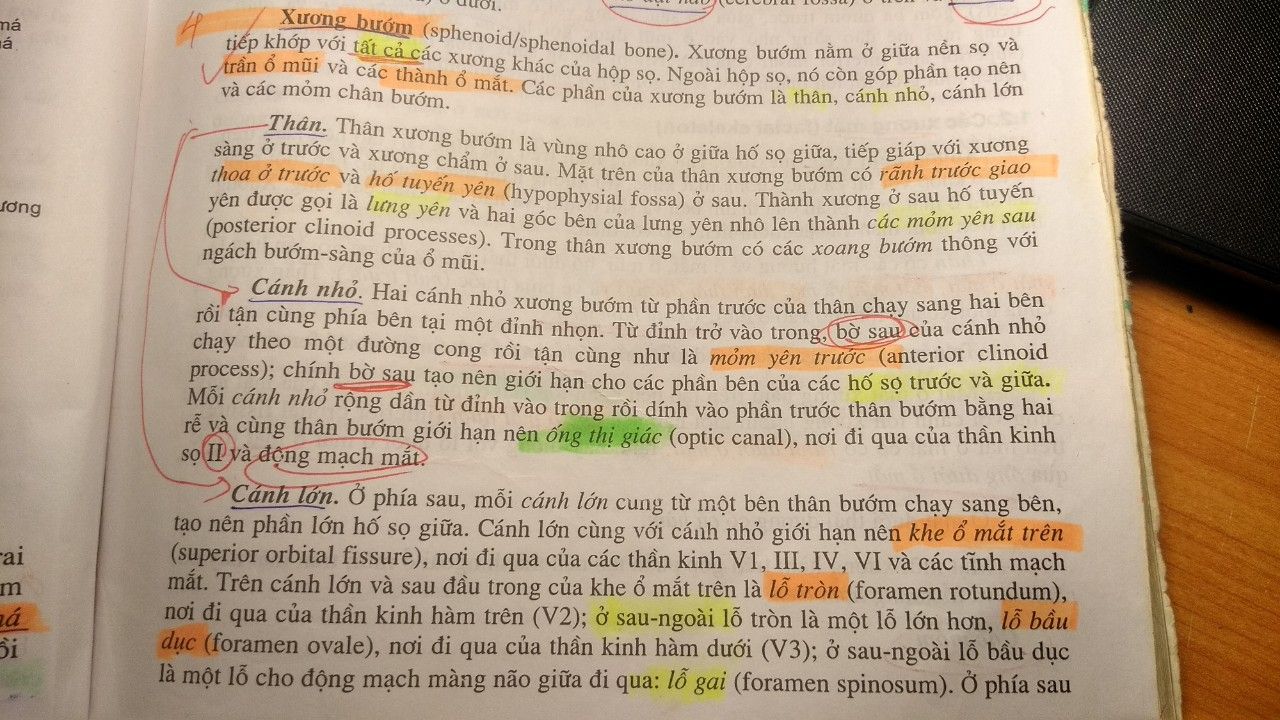 ở dưới.
(cerebral fossa) ở trên và
4 Xương bướm (sphenoid/sphenoidal bone). Xương bướm nằm ở giữa nền sọ và
tiếp khớp với tất cả các xương khác của hộp sọ. Ngoài hộp sọ, nó còn góp phần tạo nên
trần ổ mũi và các thành ổ mắt. Các phần của xương bướm là thân, cánh nhỏ, cánh lớn
và các mỏm chân bướm.
Thân. Thân xương bướm là vùng nhô cao ở giữa hố sọ giữa, tiếp giáp với xương
sàng ở trước và xương chẩm ở sau. Mặt trên của thân xương bướm có rãnh trước giao
thoa ở trước và hố tuyến yên (hypophysial fossa) ở sau. Thành xương ở sau hố tuyến
yên được gọi là lưng yên và hai góc bên của lưng yên nhô lên thành các mỏm yên sau
(posterior clinoid processes). Trong thân xương bướm có các xoang bướm thông với
ngách bướm-sàng của ổ mũi.
Cánh nhỏ. Hai cánh nhỏ xương bướm từ phần trước của thân chạy sang hai bên
rồi tận cùng phía bên tại một đỉnh nhọn. Từ đỉnh trở vào trong, bờ sau của cánh nhỏ
chạy theo một đường cong rồi tận cùng như là mỏm yên trước (anterior clinoid
process); chính bờ sau tạo nên giới hạn cho các phần bên của các hố sọ trước và giữa.
Mỗi cánh nhỏ rộng dần từ đỉnh vào trong rồi dính vào phần trước thân bướm bằng hai
rễ và cùng thân bướm giới hạn nên ống thị giác (optic canal), nơi đi qua của thần kinh
sọ II và động mạch mắt.
Cánh lớn. Ở phía sau, mỗi cánh lớn cung từ một bên thân bướm chạy sang bên,
tạo nên phần lớn hố sọ giữa. Cánh lớn cùng với cánh nhỏ giới hạn nên khe ổ mắt trên
(superior orbital fissure), nơi đi qua của các thần kinh V1, III, IV, VI và các tĩnh mạch
mắt. Trên cánh lớn và sau đầu trong của khe ổ mắt trên là lỗ tròn (foramen rotundum),
nơi đi qua của thần kinh hàm trên (V2); ở sau-ngoài lỗ tròn là một lỗ lớn hơn, lỗ bầu
dục (foramen ovale), nơi đi qua của thần kinh hàm dưới (V3); ở sau-ngoài lỗ bầu dục
là một lỗ cho động mạch màng não giữa đi qua: lỗ gai (foramen spinosum). Ở phía sau